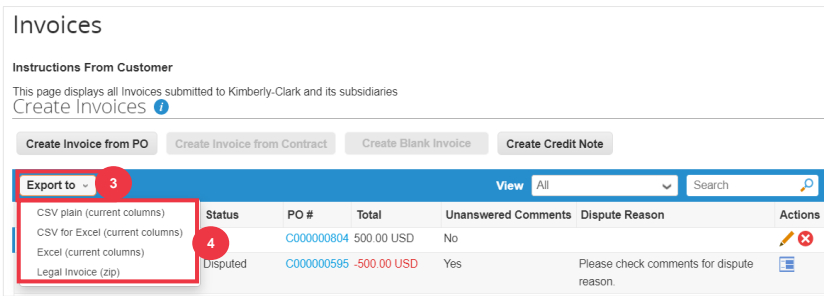 Invoices
Instructions From Customer
This page displays all Invoices submitted to Kimberly-Clark and its subsidiaries
Create Invoices i
Create Invoice from PO Create Invoice from Contract Create Blank Invoice Create Credit Note
Export to 3 View All Search
CSV plain (current columns)
CSV for Excel (current columns)
Excel (current columns)
Legal Invoice (zip)
4
Status PO # Total Unanswered Comments Dispute Reason Actions
C000000804 500.00 USD No
Disputed C000000595 -500.00 USD Yes Please check comments for dispute
reason.